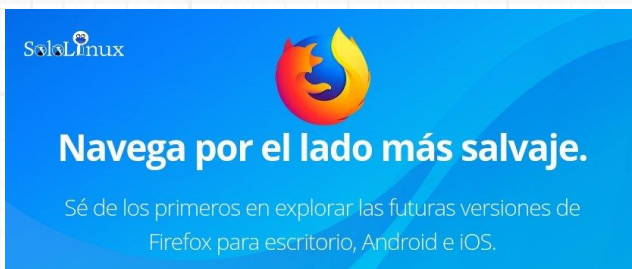 SoloLinux
Navega por el lado más salvaje.
Sé de los primeros en explorar las futuras versiones de
Firefox para escritorio, Android e iOS.